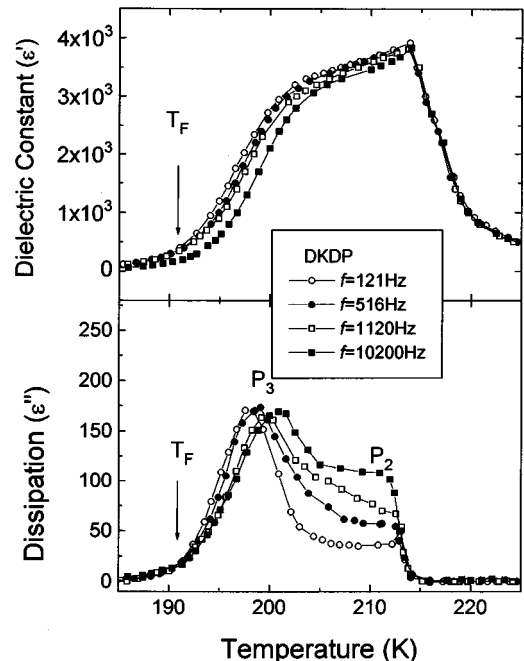 Dielectric Constant (ε')
4x10³
3x10³
2x10³
1x10³
0
T_F
DKDP
f=121Hz
f=516Hz
f=1120Hz
f=10200Hz
Dissipation (ε'')
250
200
150
100
50
0
P₃
P₂
T_F
190 200 210 220
Temperature (K)